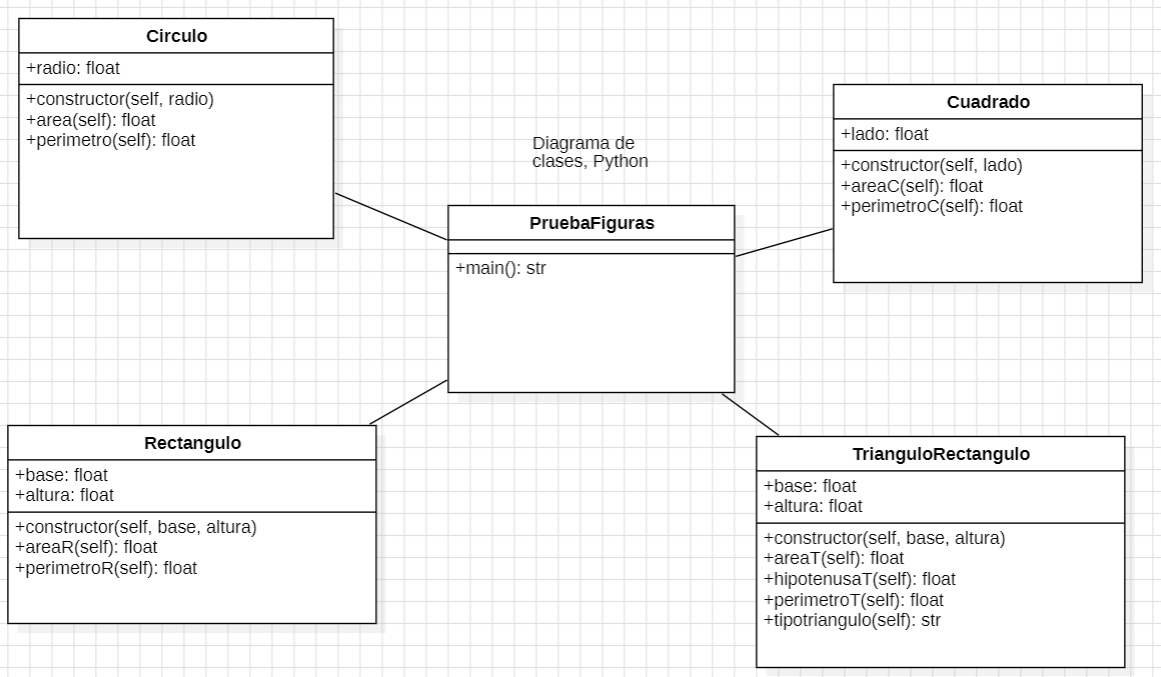 Circulo
+radio: float
+constructor(self, radio)
+area(self): float
+perimetro(self): float
Diagrama de
clases, Python
Cuadrado
+lado: float
+constructor(self, lado)
+areaC(self): float
+perimetroC(self): float
PruebaFiguras
+main(): str
Rectangulo
+base: float
+altura: float
+constructor(self, base, altura)
+areaR(self): float
+perimetroR(self): float
TrianguloRectangulo
+base: float
+altura: float
+constructor(self, base, altura)
+areaT(self): float
+hipotenusaT(self): float
+perimetroT(self): float
+tipotriangulo(self): str